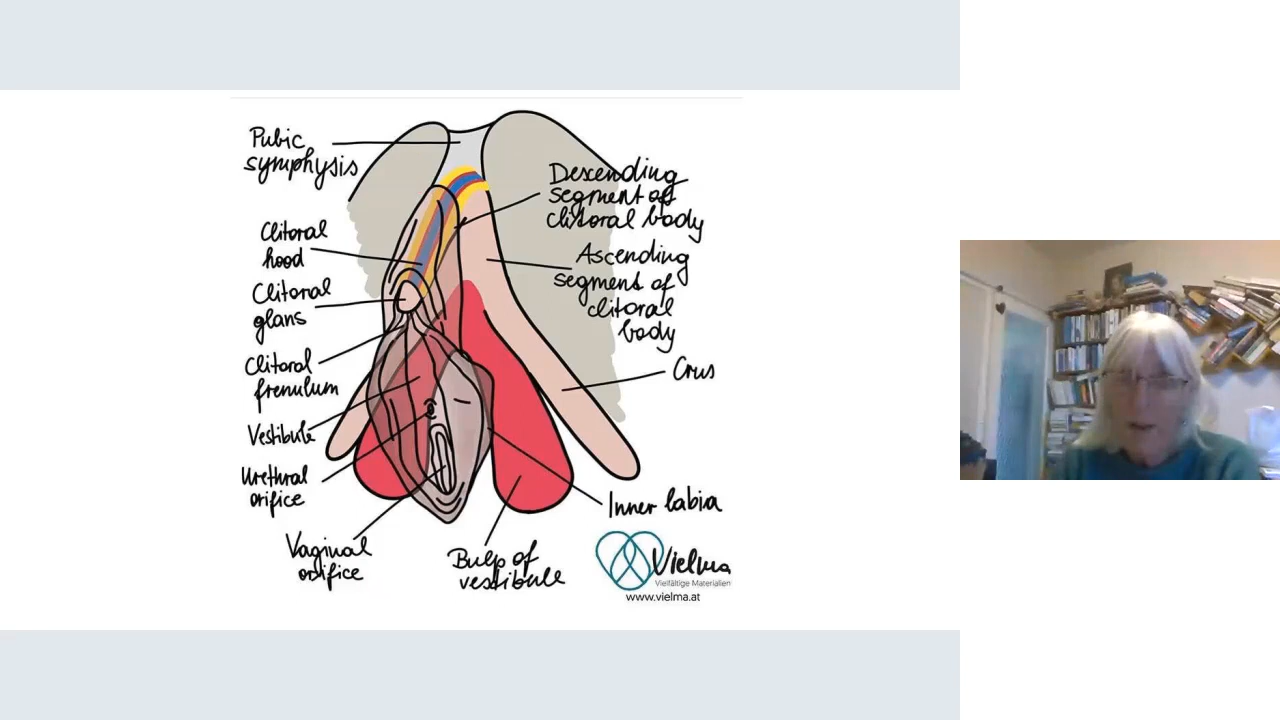 Pubic
symphysis
Descending
segment of
clitoral body
Clitoral
hood
Ascending
segment of
clitoral
body
Clitoral
glans
Clitoral
frenulum
Crus
Vestibule
Urethral
orifice
Inner labia
Vaginal
orifice
Bulp of
vestibule
Vielma
Vielfältige Materialien
www.vielma.at